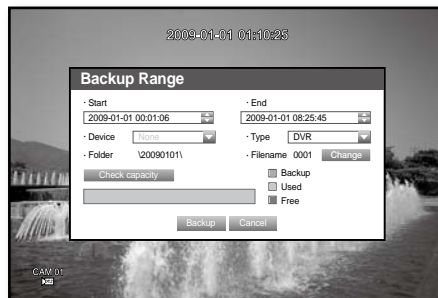 2009-01-01 01:10:25
Backup Range
· Start
· End
2009-01-01 00:01:06
2009-01-01 08:25:45
· Device None
· Type DVR
· Folder \20090101\
· Filename 0001 Change
Check capacity
Backup
Used
Free
Backup Cancel
CAM 01